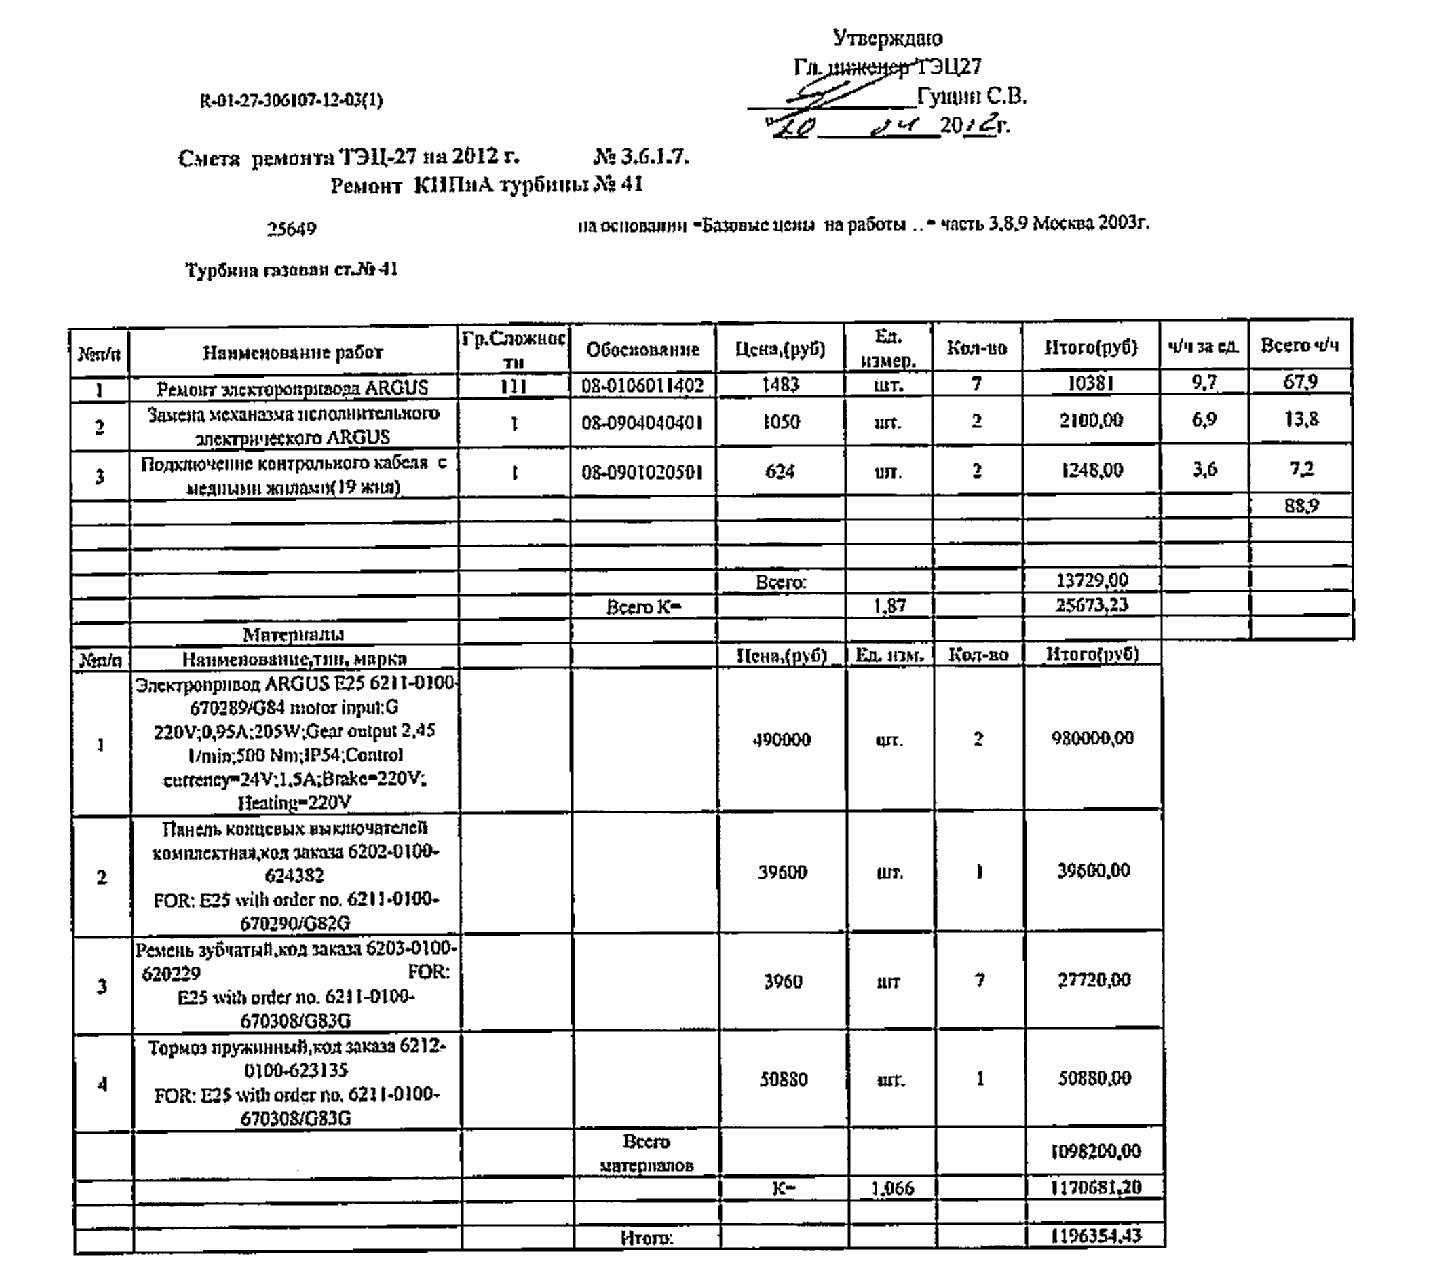 Утверждаю
Гл. инженер ТЭЦ27
Гущин С.В.
"20 04 2012г.
R-01-27-306107-12-03(1)
Смета ремонта ТЭЦ-27 на 2012 г. № 3.6.1.7.
Ремонт КИПиА турбины № 41
25649 на основании =Базовые цены на работы ..= часть 3,8,9 Москва 2003г.
Турбина газовая ст.№ 41
№п/п Наименование работ Гр.Сложнос Обоснование Цена,(руб) Ед. Кол-во Итого(руб) ч/ч за ед. Всего ч/ч
ти измер.
1 Ремонт электоропривода ARGUS 111 08-0106011402 1483 шт. 7 10381 9,7 67,9
2 Замена механазма исполнительного 1 08-0904040401 1050 шт. 2 2100,00 6,9 13,8
электрического ARGUS
3 Подключение контрольного кабеля с 1 08-0901020501 624 шт. 2 1248,00 3,6 7,2
медными жилами(19 жил)
88,9
Всего: 13729,00
Всего К= 1,87 25673,23
Материалы
№п/п Наименование,тип, марка Цена,(руб) Ед. изм. Кол-во Итого(руб)
1 Электропривод ARGUS E25 6211-0100- 490000 шт. 2 980000,00
670289/G84 motor input:G
220V;0,95A;205W;Gear output 2,45
1/min;500 Nm;IP54;Control
currency=24V;1,5A;Brake=220V;
Heating=220V
2 Панель концевых выключателей 39600 шт. 1 39600,00
комплектная,код заказа 6202-0100-
624382
FOR: E25 with order no. 6211-0100-
670290/G82G
3 Ремень зубчатый,код заказа 6203-0100- 3960 шт 7 27720,00
620229 FOR:
E25 with order no. 6211-0100-
670308/G83G
4 Тормоз пружинный,код заказа 6212- 50880 шт. 1 50880,00
0100-623135
FOR: E25 with order no. 6211-0100-
670308/G83G
Всего 1098200,00
материалов
К= 1,066 1170681,20
Итого: 1196354,43